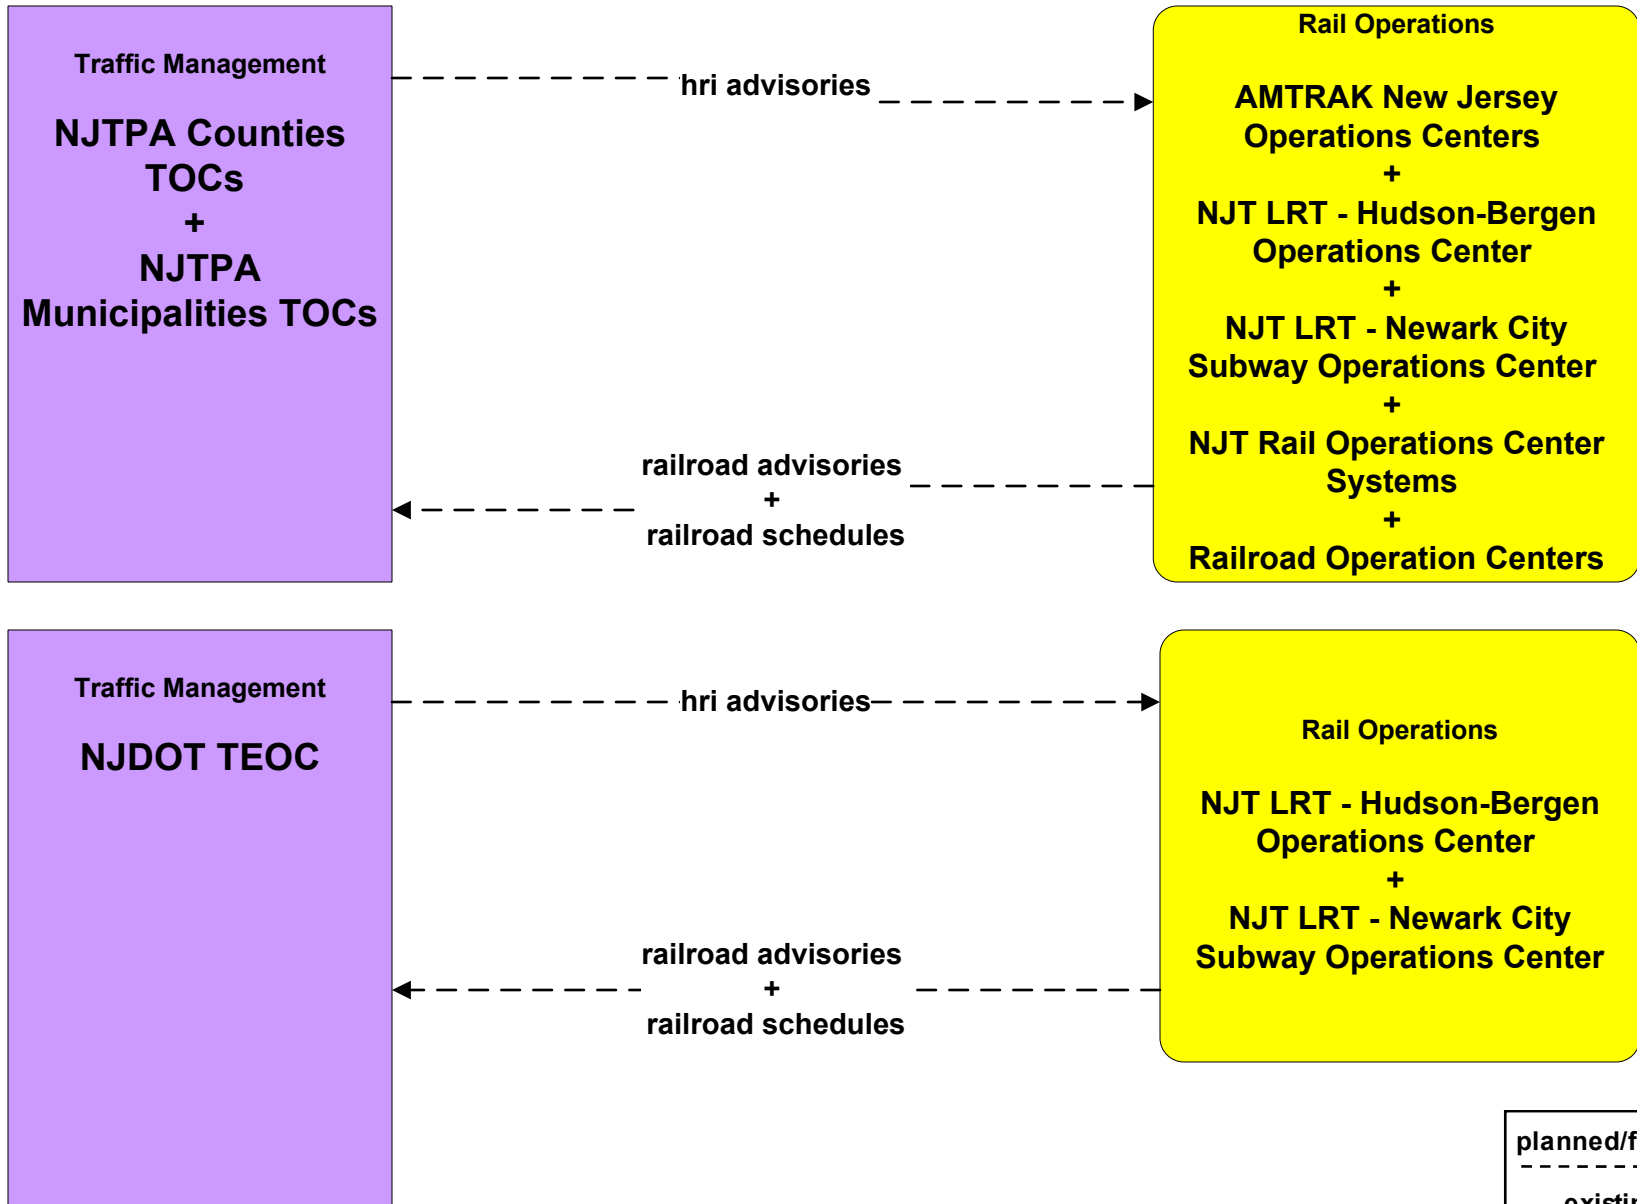 Traffic Management
NJTPA Counties
TOCs
+
NJTPA
Municipalities TOCs
hri advisories
railroad advisories
+
railroad schedules
Rail Operations
AMTRAK New Jersey
Operations Centers
+
NJT LRT - Hudson-Bergen
Operations Center
+
NJT LRT - Newark City
Subway Operations Center
+
NJT Rail Operations Center
Systems
+
Railroad Operation Centers
Traffic Management
NJDOT TEOC
hri advisories
railroad advisories
+
railroad schedules
Rail Operations
NJT LRT - Hudson-Bergen
Operations Center
+
NJT LRT - Newark City
Subway Operations Center
planned/f
existin